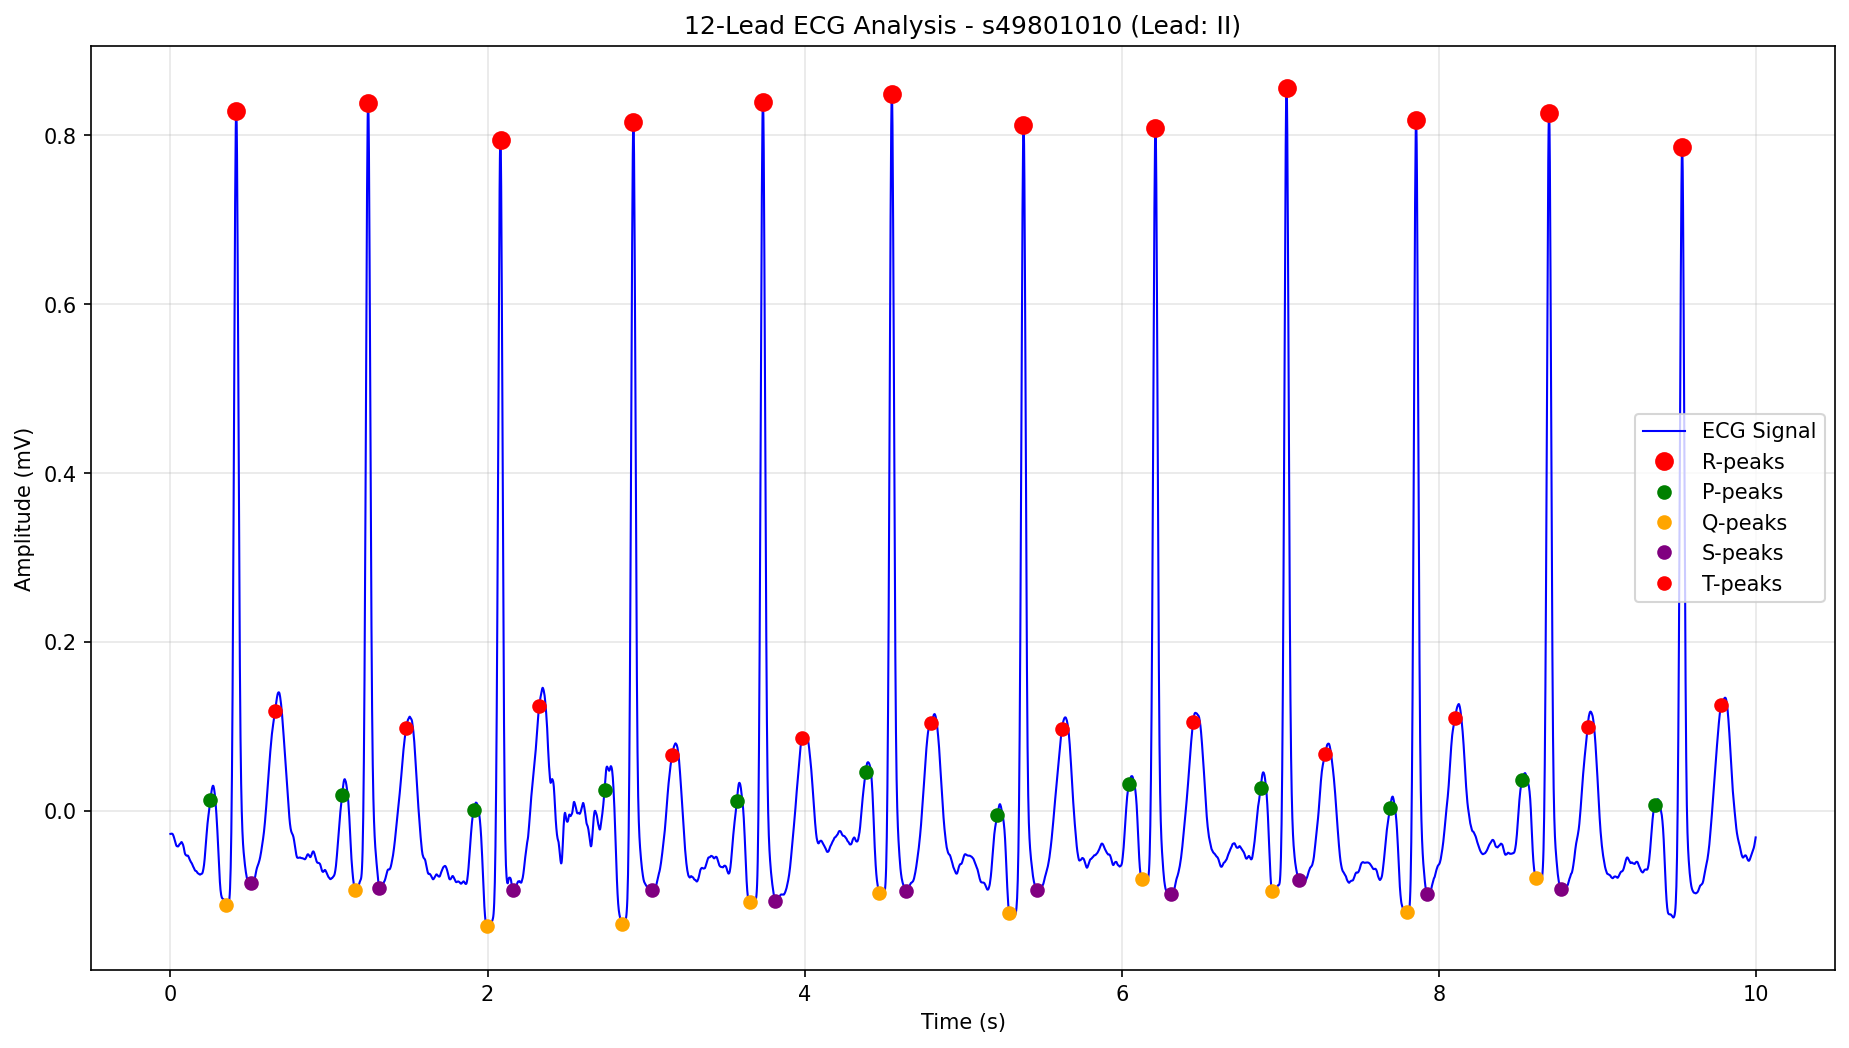 12-Lead ECG Analysis - s49801010 (Lead: II)
Amplitude (mV)
0.8
0.6
0.4
0.2
0.0
ECG Signal
R-peaks
P-peaks
Q-peaks
S-peaks
T-peaks
0 2 4 6 8 10
Time (s)